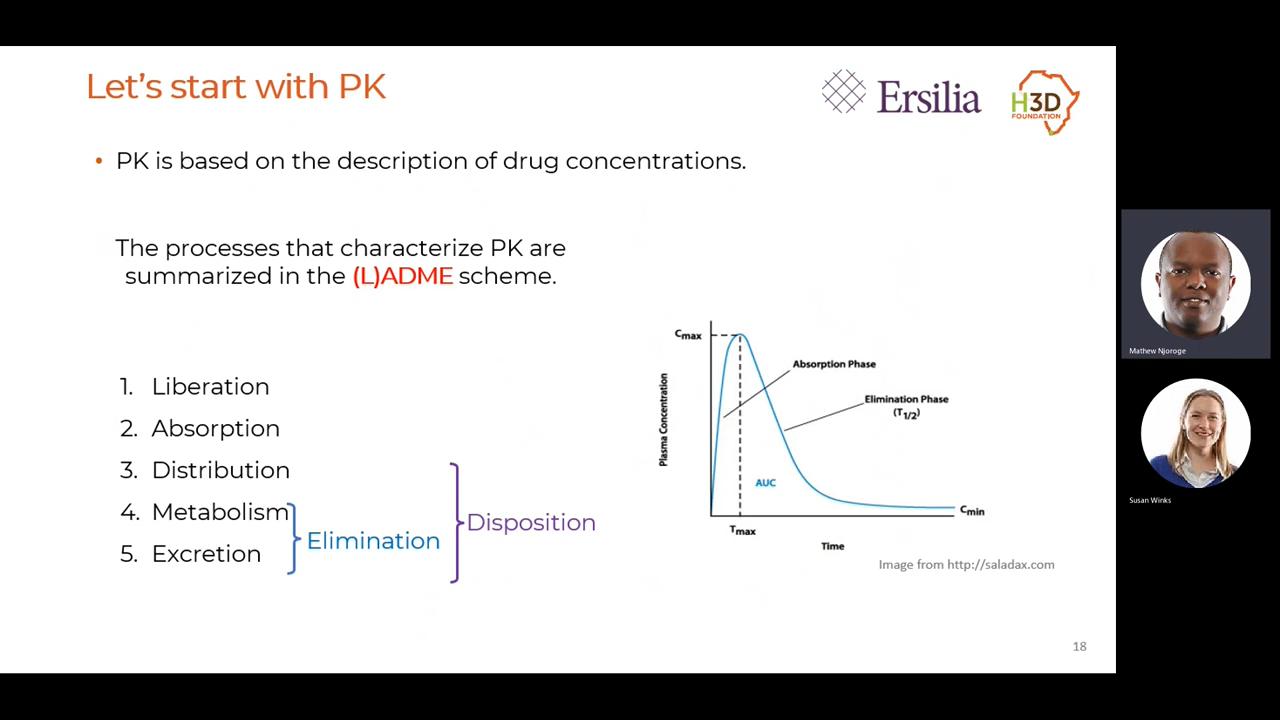 Let's start with PK
Ersilia
H3D
FOUNDATION
• PK is based on the description of drug concentrations.
The processes that characterize PK are
summarized in the (L)ADME scheme.
1. Liberation
2. Absorption
3. Distribution
4. Metabolism
5. Excretion
Elimination
Disposition
Cmax
Absorption Phase
Elimination Phase
(T1/2)
Plasma Concentration
AUC
Cmin
Tmax
Time
Image from http://saladax.com
18
Mathew Njoroge
Susan Winks